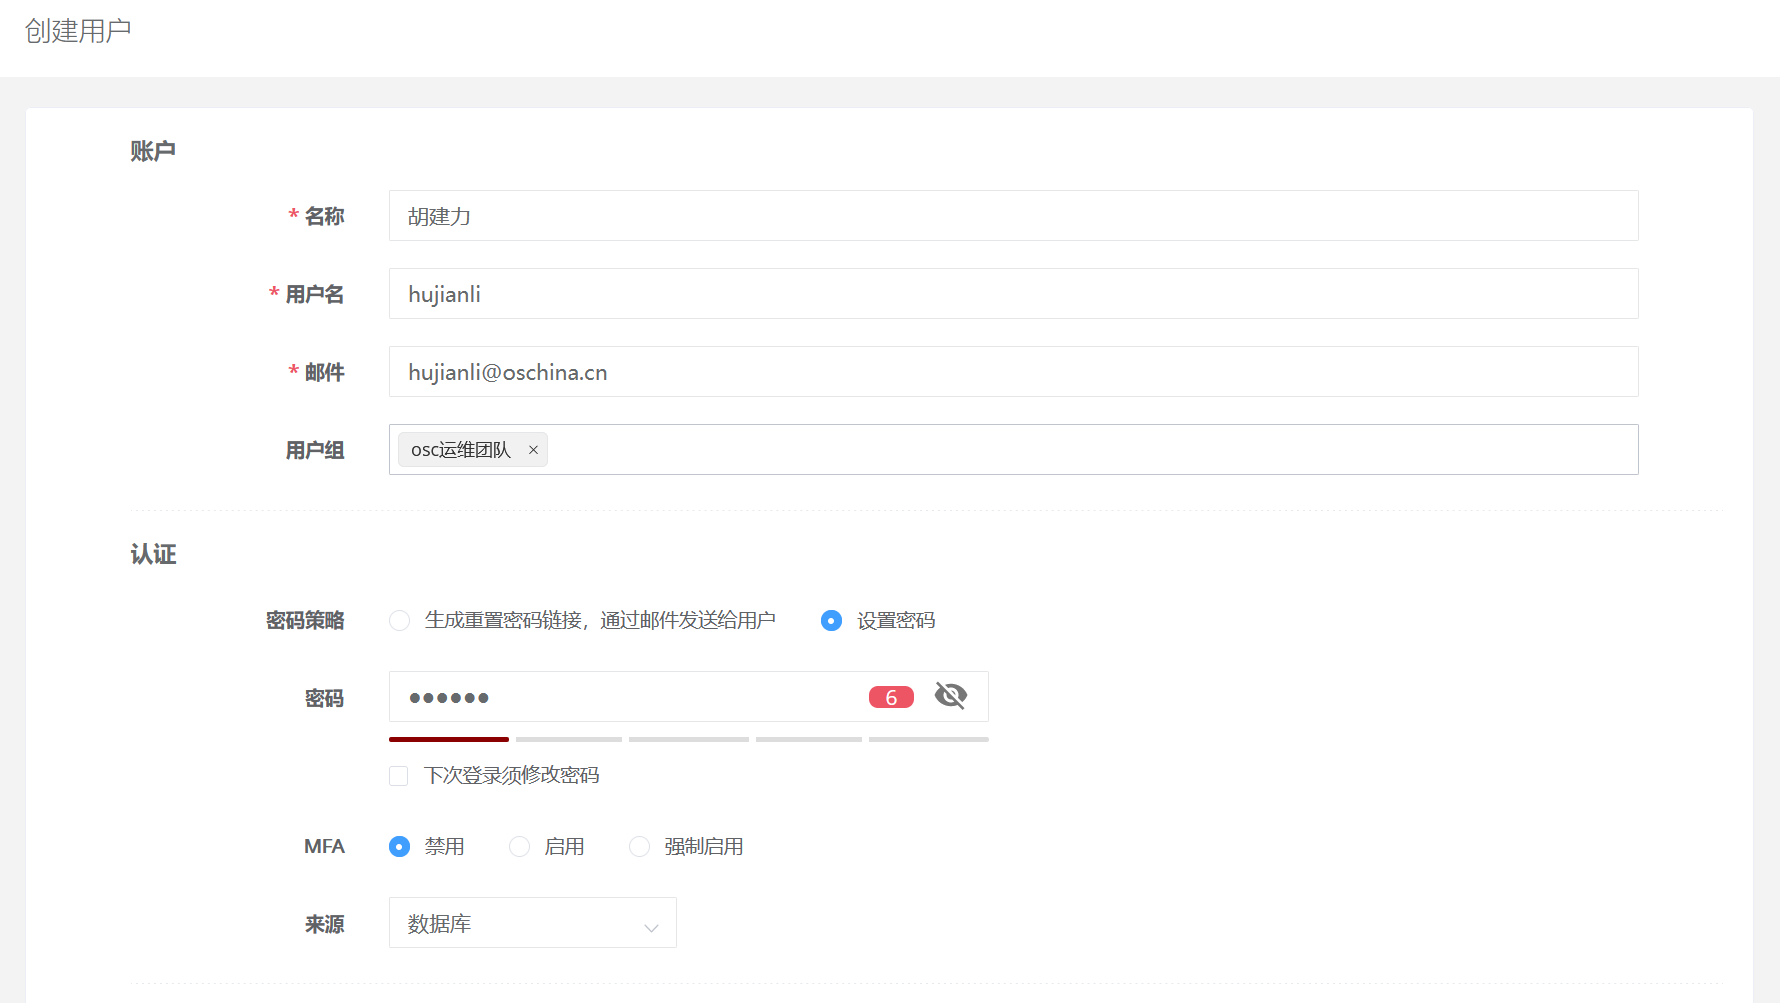 创建用户
账户
* 名称 胡建力
* 用户名 hujianli
* 邮件 hujianli@oschina.cn
用户组 osc运维团队 ×
认证
密码策略 生成重置密码链接，通过邮件发送给用户 设置密码
密码 ●●●●●● 6
下次登录须修改密码
MFA 禁用 启用 强制启用
来源 数据库